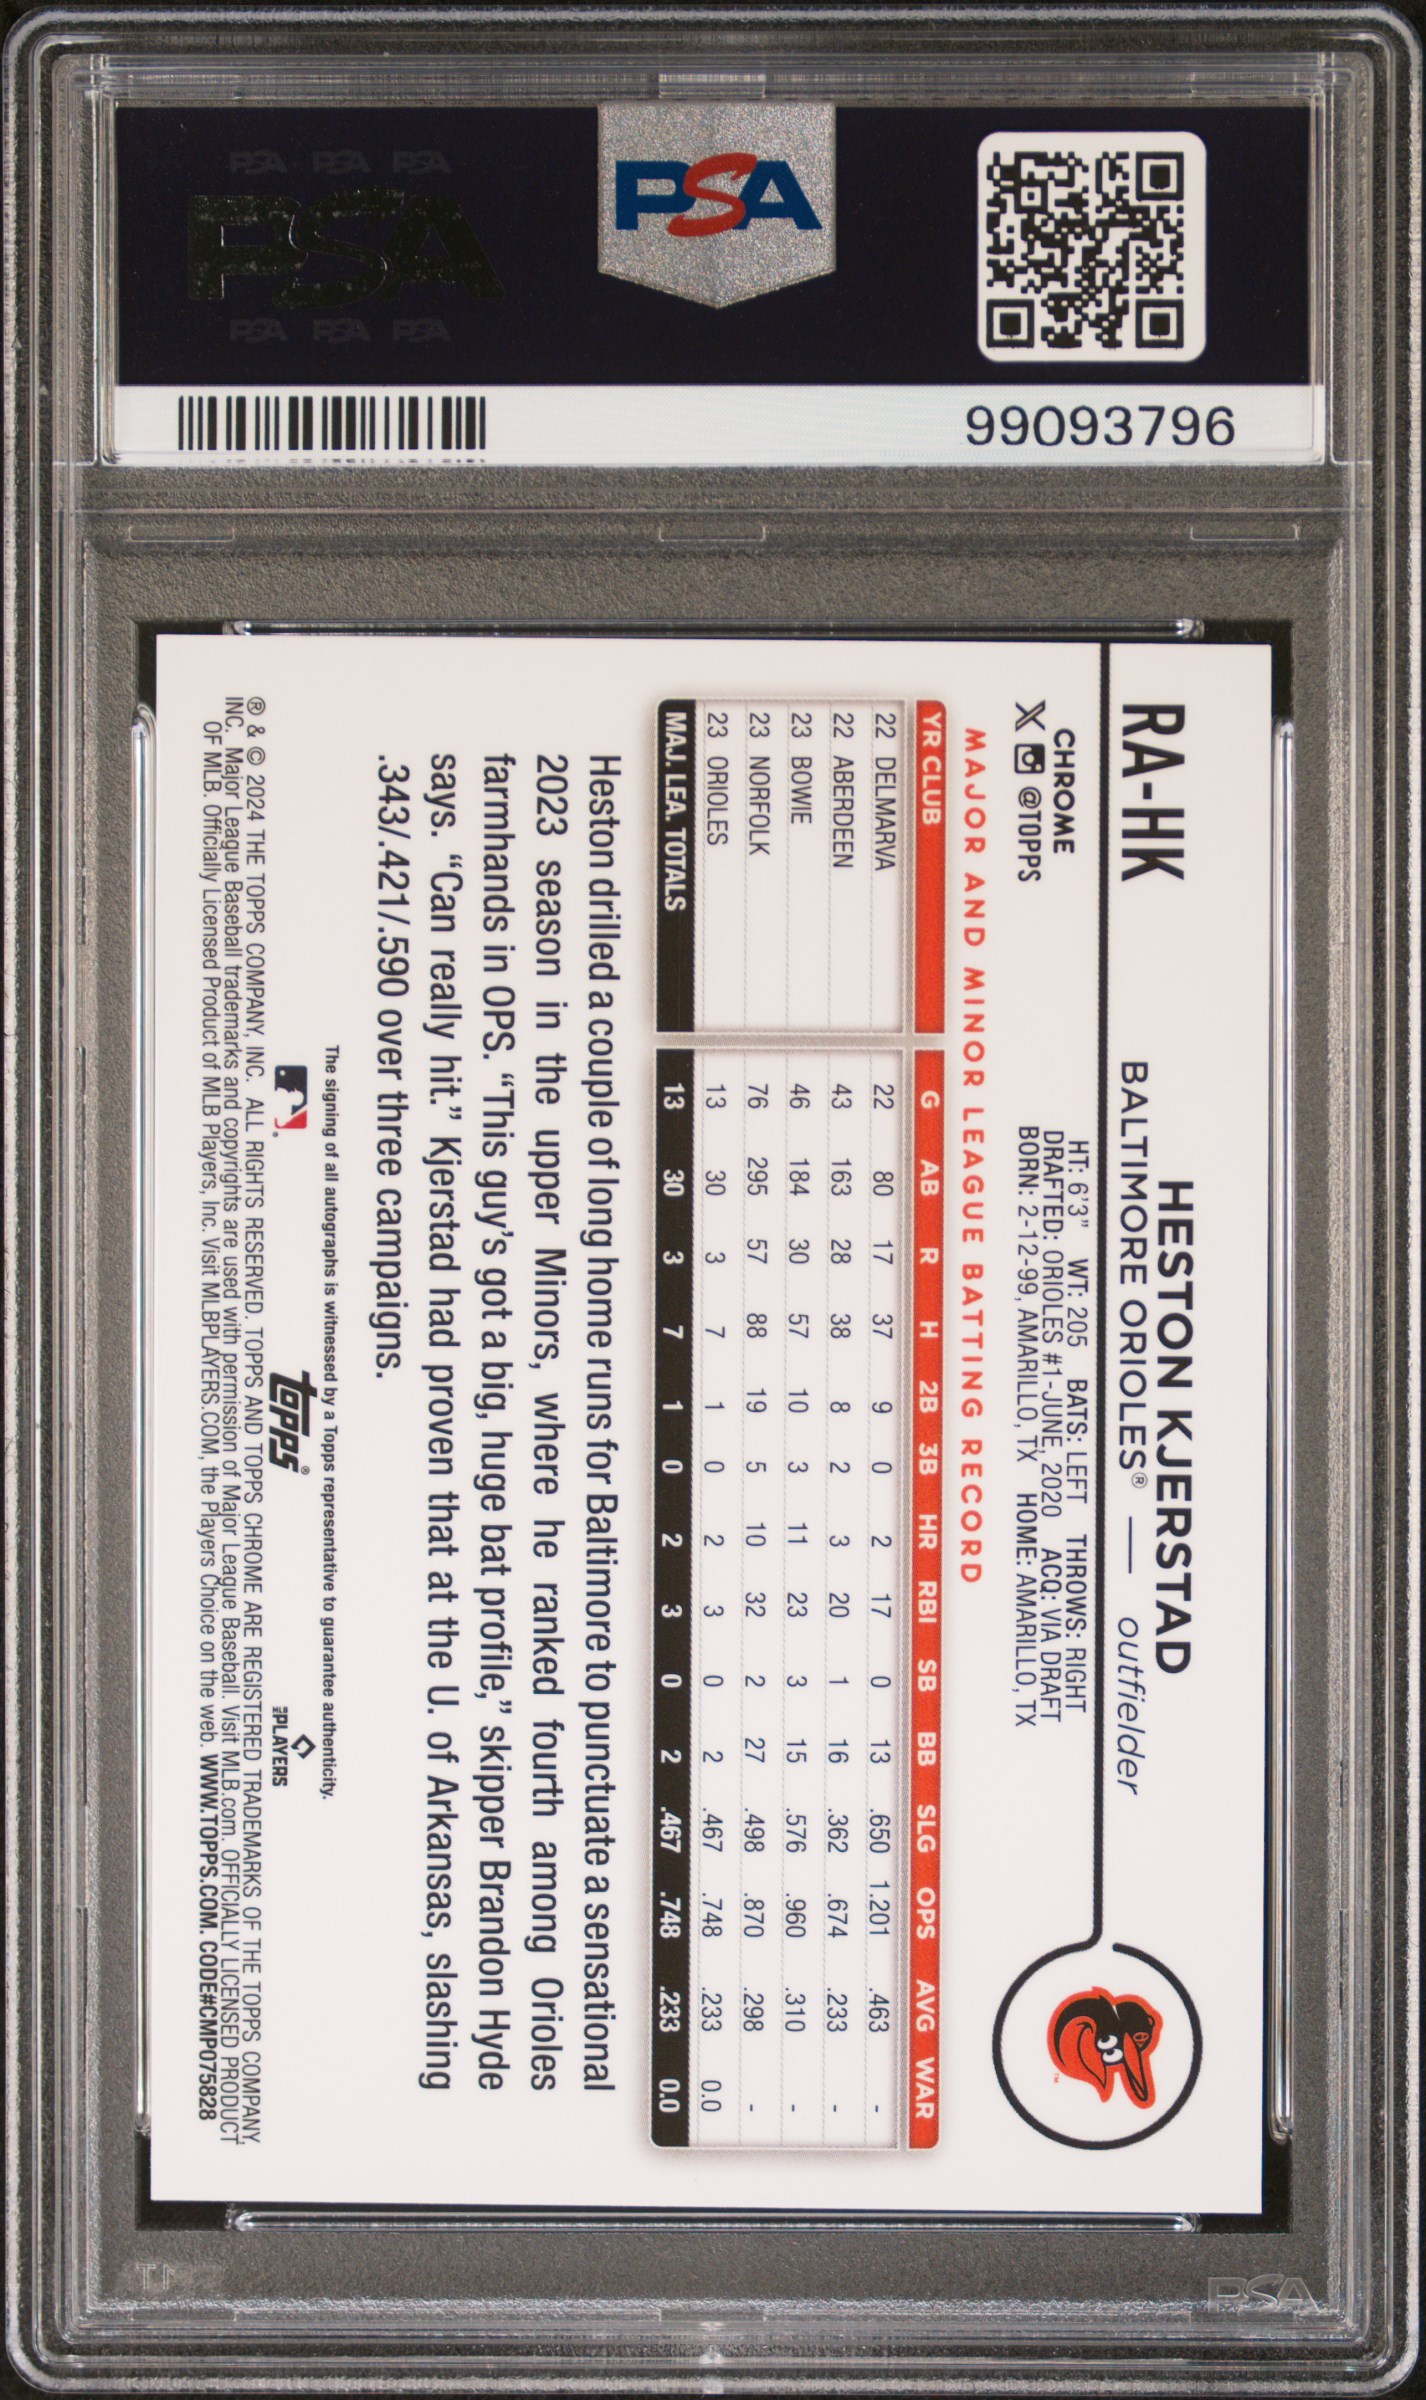 PSA PSA PSA
PSA
PSA PSA PSA
PSA
99093796
RA-HK
HESTON KJERSTAD
BALTIMORE ORIOLES® — outfielder
CHROME
@TOPPS
HT: 6'3" WT: 205 BATS: LEFT THROWS: RIGHT
DRAFTED: ORIOLES #1-JUNE, 2020 ACQ: VIA DRAFT
BORN: 2-12-99, AMARILLO, TX HOME: AMARILLO, TX
MAJOR AND MINOR LEAGUE BATTING RECORD
YR CLUB G AB R H 2B 3B HR RBI SB BB SLG OPS AVG WAR
22 DELMARVA 22 80 17 37 9 0 2 17 0 13 .650 1.201 .463 -
22 ABERDEEN 43 163 28 38 8 2 3 20 1 16 .362 .674 .233 -
23 BOWIE 46 184 30 57 10 3 11 23 3 15 .576 .960 .310 -
23 NORFOLK 76 295 57 88 19 5 10 32 2 27 .498 .870 .298 -
23 ORIOLES 13 30 3 7 1 0 2 3 0 2 .467 .748 .233 0.0
MAJ. LEA. TOTALS 13 30 3 7 1 0 2 3 0 2 .467 .748 .233 0.0
Heston drilled a couple of long home runs for Baltimore to punctuate a sensational
2023 season in the upper Minors, where he ranked fourth among Orioles
farmhands in OPS. “This guy’s got a big, huge bat profile,” skipper Brandon Hyde
says. “Can really hit.” Kjerstad had proven that at the U. of Arkansas, slashing
.343/.421/.590 over three campaigns.
The signing of all autographs is witnessed by a Topps representative to guarantee authenticity.
topps®
MLB PLAYERS
® & © 2024 THE TOPPS COMPANY, INC. ALL RIGHTS RESERVED. TOPPS AND TOPPS CHROME ARE REGISTERED TRADEMARKS OF THE TOPPS COMPANY,
INC. Major League Baseball trademarks and copyrights are used with permission of Major League Baseball. Visit MLB.com. OFFICIALLY LICENSED PRODUCT
OF MLB. Officially Licensed Product of MLB Players, Inc. Visit MLBPLAYERS.COM, the Players Choice on the web. WWW.TOPPS.COM. CODE#CMP075828
PSA